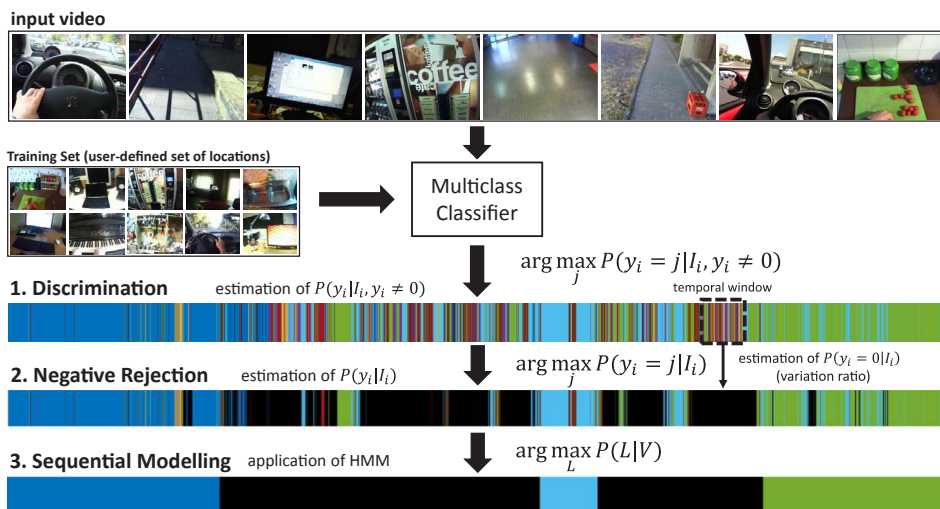 input video
coffee
Training Set (user-defined set of locations)
Multiclass
Classifier
arg max P(y_i = j|I_i, y_i ≠ 0)
j
1. Discrimination
estimation of P(y_i|I_i, y_i ≠ 0)
temporal window
arg max P(y_i = j|I_i)
j
estimation of P(y_i = 0|I_i)
(variation ratio)
2. Negative Rejection
estimation of P(y_i|I_i)
3. Sequential Modelling
application of HMM
arg max P(L|V)
L